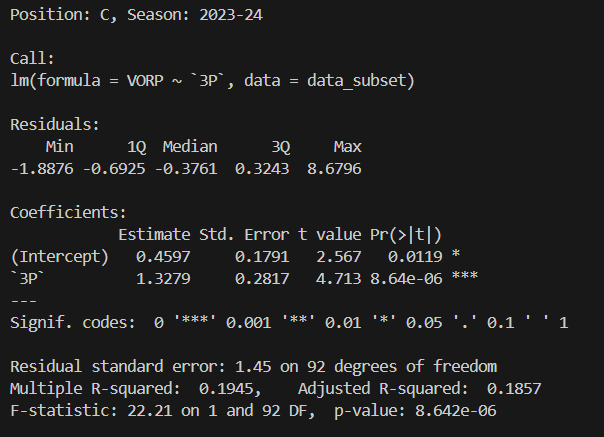 Position: C, Season: 2023-24

Call:
lm(formula = VORP ~ `3P`, data = data_subset)

Residuals:
    Min      1Q  Median      3Q     Max
-1.8876 -0.6925 -0.3761  0.3243  8.6796

Coefficients:
            Estimate Std. Error t value Pr(>|t|)
(Intercept)   0.4597     0.1791   2.567   0.0119 *
`3P`          1.3279     0.2817   4.713 8.64e-06 ***
---
Signif. codes:  0 '***' 0.001 '**' 0.01 '*' 0.05 '.' 0.1 ' ' 1

Residual standard error: 1.45 on 92 degrees of freedom
Multiple R-squared:  0.1945,    Adjusted R-squared:  0.1857
F-statistic: 22.21 on 1 and 92 DF,  p-value: 8.642e-06